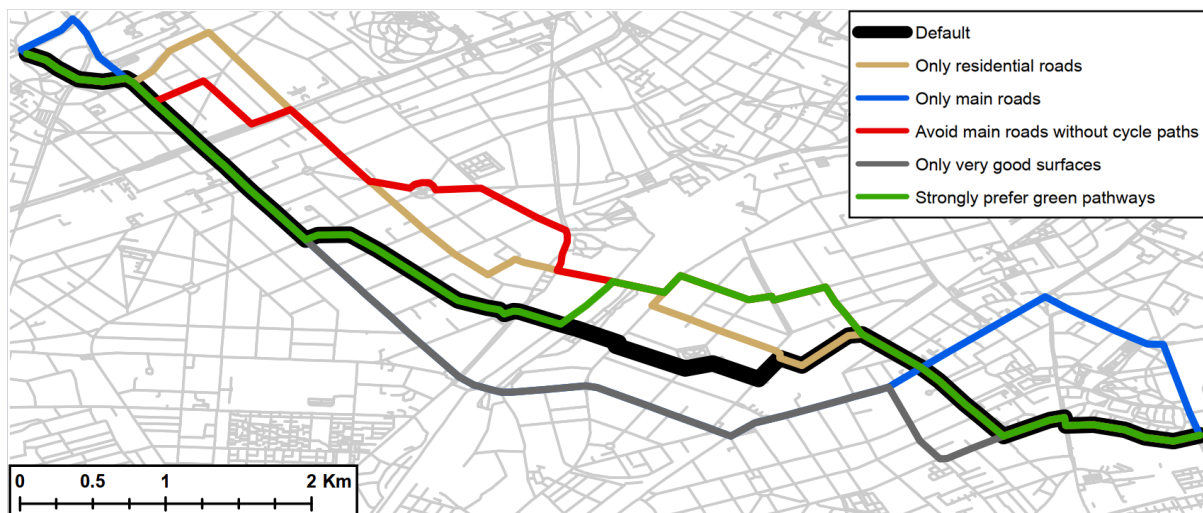 Default
Only residential roads
Only main roads
Avoid main roads without cycle paths
Only very good surfaces
Strongly prefer green pathways
0 0.5 1 2 Km